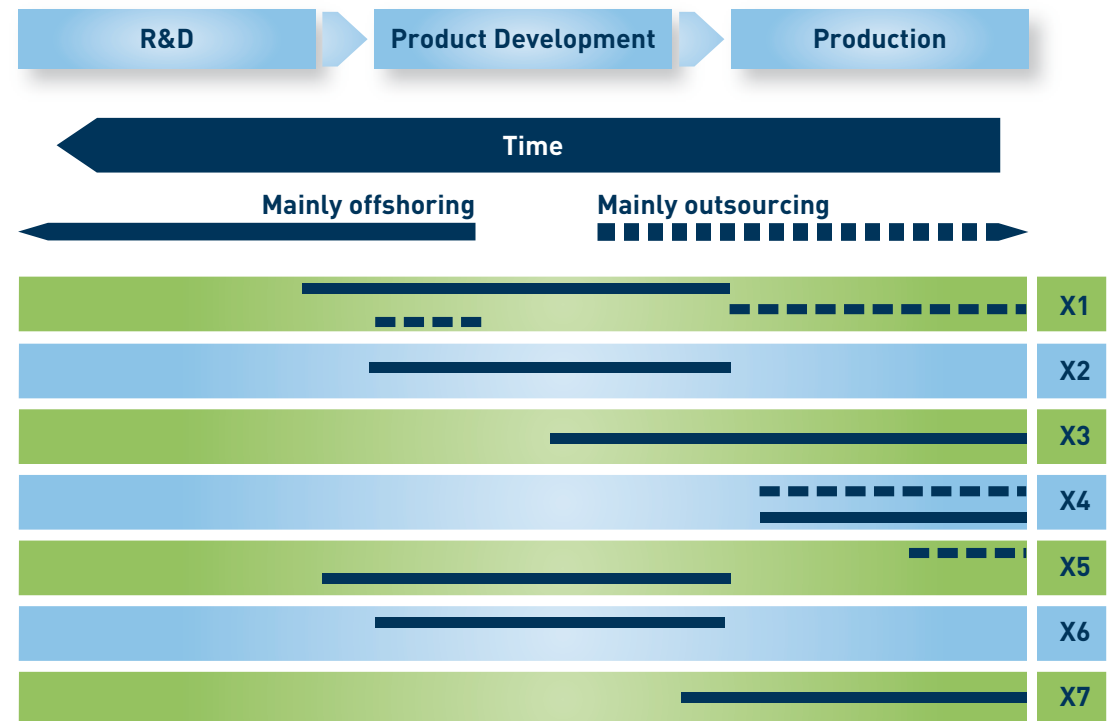 R&D
Product Development
Production
Time
Mainly offshoring
Mainly outsourcing
X1
X2
X3
X4
X5
X6
X7